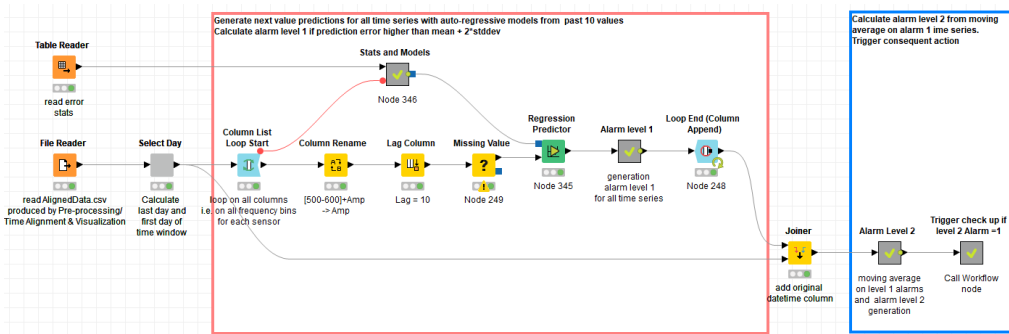 Generate next value predictions for all time series with auto-regressive models from past 10 values
Calculate alarm level 1 if prediction error higher than mean + 2*stddev
Calculate alarm level 2 from moving
average on alarm 1 ime series.
Trigger consequent action
Table Reader
read error
stats
Stats and Models
Node 346
File Reader
read AlignedData.csv
produced by Pre-processing/
Time Alignment & Visualization
Select Day
Calculate
last day and
first day of
time window
Column List
Loop Start
loop on all columns
i.e. on all frequency bins
for each sensor
Column Rename
[500-600]+Amp
-> Amp
Lag Column
Lag = 10
Missing Value
Node 249
Regression
Predictor
Node 345
Alarm level 1
generation
alarm level 1
for all time series
Loop End (Column
Append)
Node 248
Joiner
add original
datetime column
Alarm Level 2
moving average
on level 1 alarms
and alarm level 2
generation
Trigger check up if
level 2 Alarm =1
Call Workflow
node